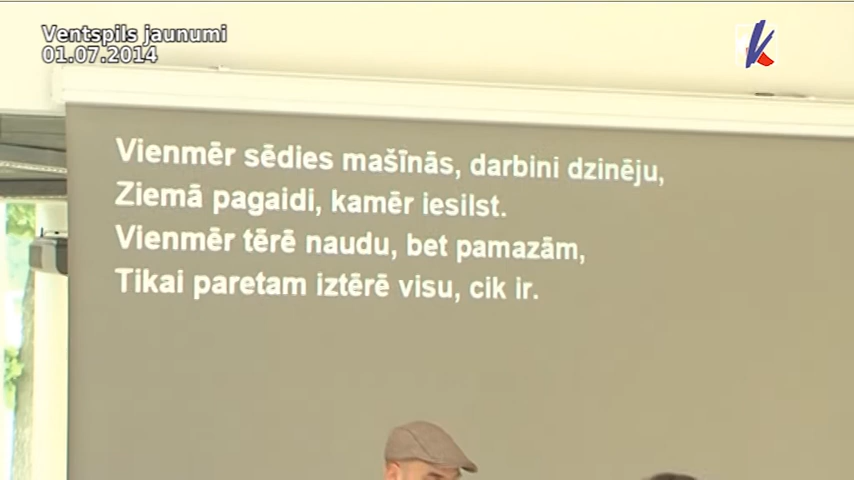 Ventspils jaunumi
01.07.2014
Vienmēr sēdies mašīnās, darbini dzinēju,
Ziemā pagaidi, kamēr iesilst.
Vienmēr tērē naudu, bet pamazām,
Tikai paretam iztērē visu, cik ir.